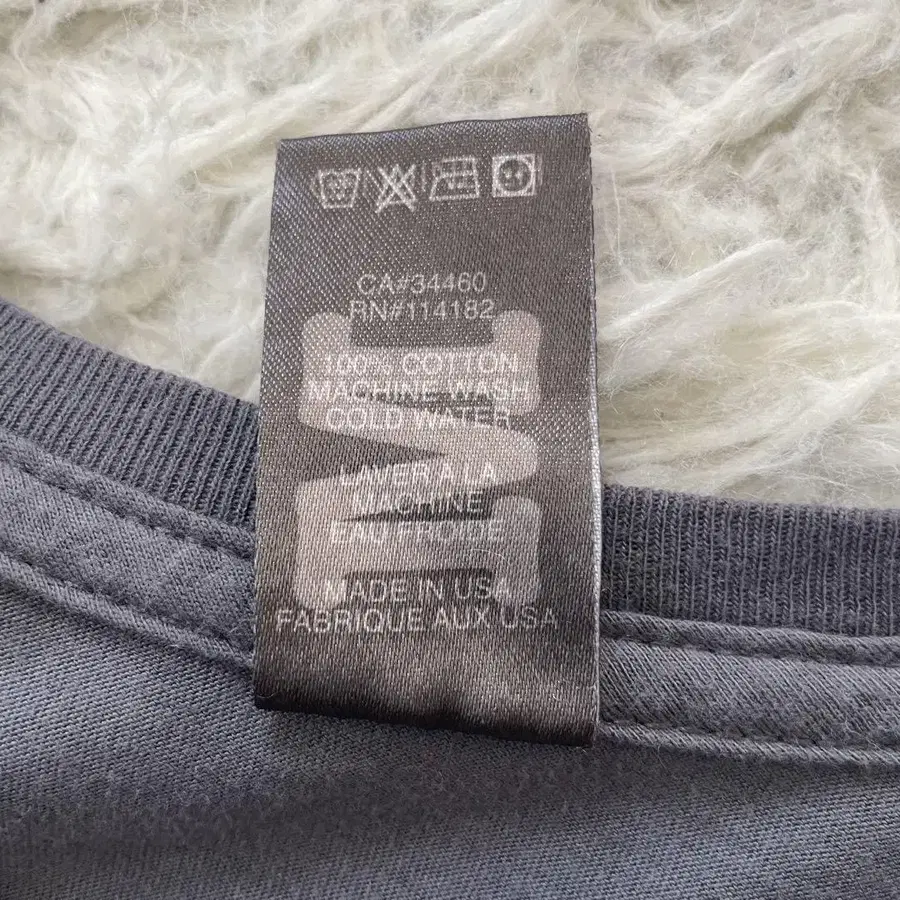 CA#34460
RN#114182
100% COTTON
MACHINE WASH
COLD WATER
LAVER A LA
MACHINE
EAU FROIDE
MADE IN USA
FABRIQUE AUX USA